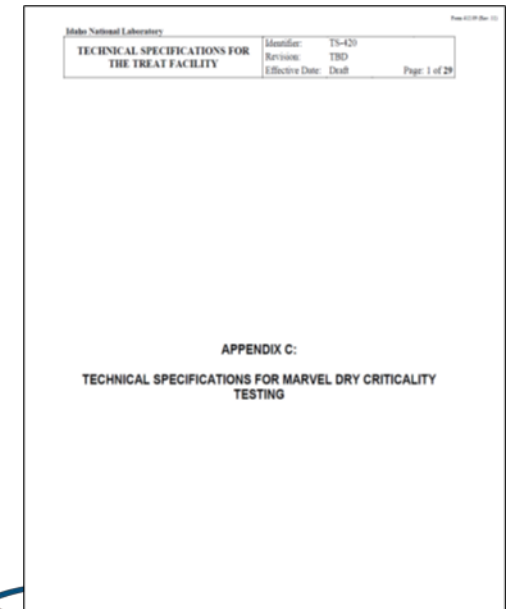 Idaho National Laboratory
TECHNICAL SPECIFICATIONS FOR
THE TREAT FACILITY
Identifier: TS-420
Revision: TBD
Effective Date: Draft Page: 1 of 29
APPENDIX C:
TECHNICAL SPECIFICATIONS FOR MARVEL DRY CRITICALITY
TESTING